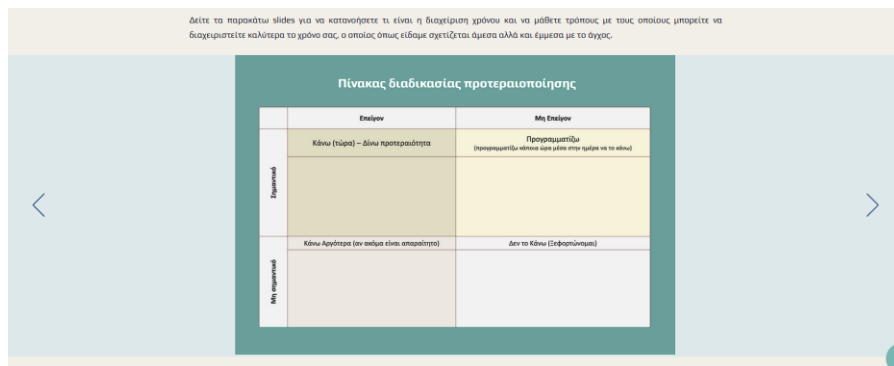 Δείτε τα παρακάτω slides για να κατανοήσετε τι είναι η διαχείριση χρόνου και να μάθετε τρόπους με τους οποίους μπορείτε να
διαχειριστείτε καλύτερα το χρόνο σας, ο οποίος όπως είδαμε σχετίζεται άμεσα αλλά και έμμεσα με το άγχος.
Πίνακας διαδικασίας προτεραιοποίησης
Επείγον
Μη Επείγον
Σημαντικό
Κάνω (τώρα) – Δίνω προτεραιότητα
Προγραμματίζω
(προγραμματίζω κάποια ώρα μέσα στην ημέρα να το κάνω)
Μη σημαντικό
Κάνω Αργότερα (αν ακόμα είναι απαραίτητο)
Δεν το Κάνω (Ξεφορτώνομαι)